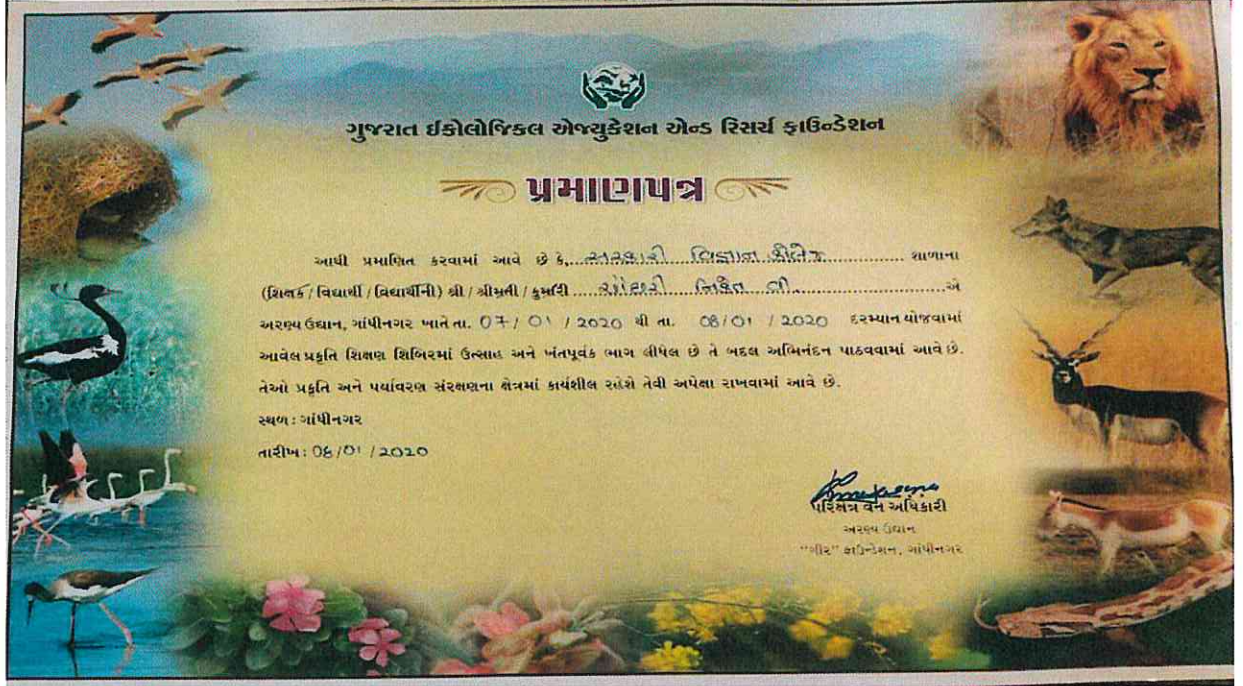 ગુજરાત ઈકોલોજિકલ એજ્યુકેશન એન્ડ રિસર્ચ ફાઉન્ડેશન
પ્રમાણપત્ર
આથી પ્રમાણિત કરવામાં આવે છે કે, સરકારી વિજ્ઞાન કોલેજ શાળાના
(શિક્ષક / વિદ્યાર્થી / વિદ્યાર્થીની) શ્રી / શ્રીમતી / કુમારી એ
અરણ્ય ઉદ્યાન, ગાંધીનગર ખાતે તા. 07/ 01 / 2020 થી તા. 08/01 / 2020 દરમ્યાન યોજવામાં
આવેલ પ્રકૃતિ શિક્ષણ શિબિરમાં ઉત્સાહ અને ખંતપૂર્વક ભાગ લીધેલ છે તે બદલ અભિનંદન પાઠવવામાં આવે છે.
તેઓ પ્રકૃતિ અને પર્યાવરણ સંરક્ષણના ક્ષેત્રમાં કાર્યશીલ રહેશે તેવી અપેક્ષા રાખવામાં આવે છે.
સ્થળ : ગાંધીનગર
તારીખ : 08/01 / 2020
પરિક્ષેત્ર વન અધિકારી
અરણ્ય ઉદ્યાન
"ગીર" ફાઉન્ડેશન, ગાંધીનગર